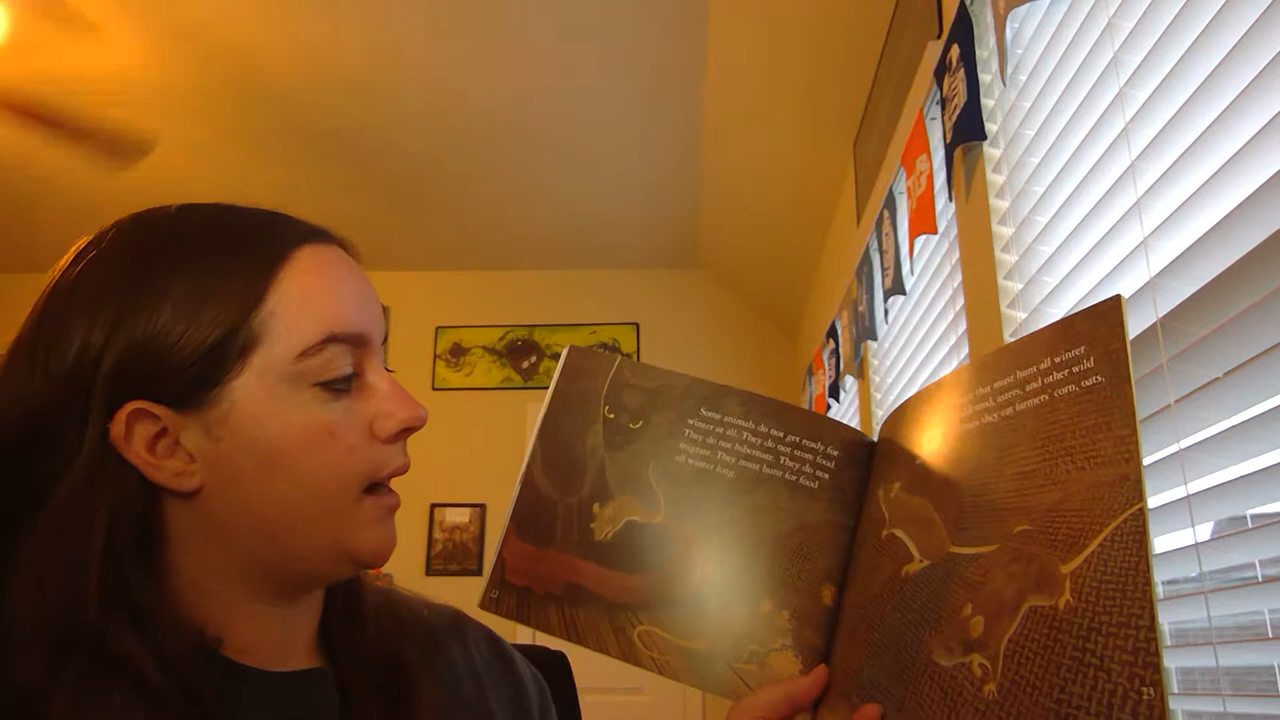 Some animals do not get ready for
winter at all. They do not store food.
They do not hibernate. They do not
migrate. They must hunt for food
all winter long.
22
that must hunt all winter
asters, and other wild
they eat farmers' corn, oats,
23